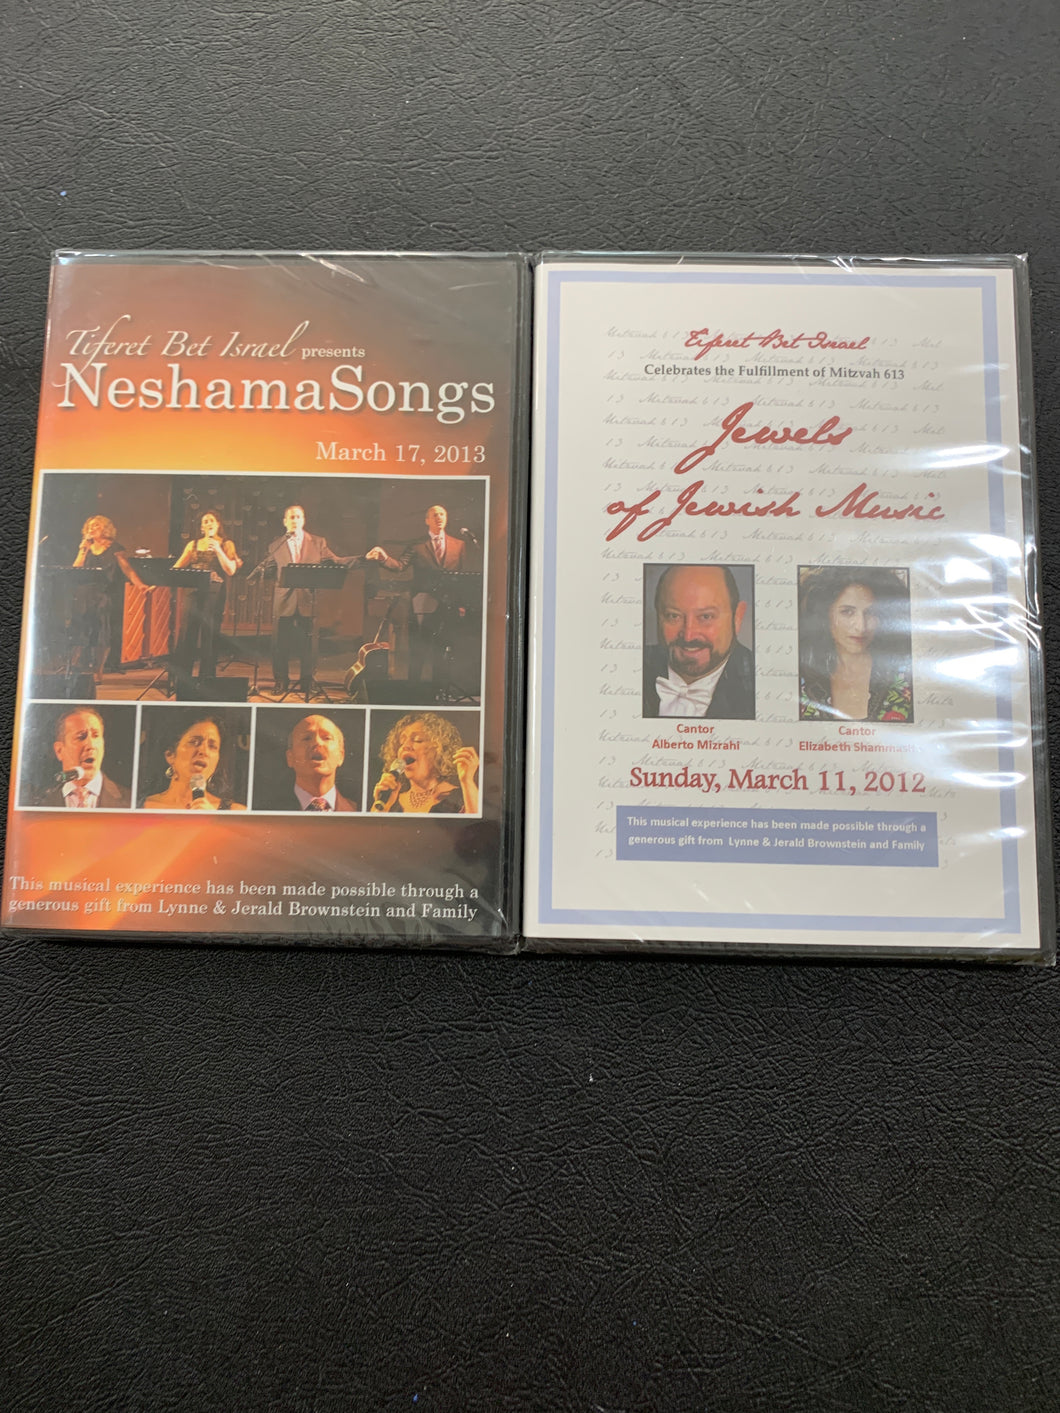 Tiferet Bet Israel presents
NeshamaSongs
March 17, 2013
This musical experience has been made possible through a
generous gift from Lynne & Jerald Brownstein and Family
Tiferet Bet Israel
Celebrates the Fulfillment of Mitzvah 613
Jewels
of Jewish Music
Cantor
Alberto Mizrahi
Cantor
Elizabeth Shammash
Sunday, March 11, 2012
This musical experience has been made possible through a
generous gift from Lynne & Jerald Brownstein and Family